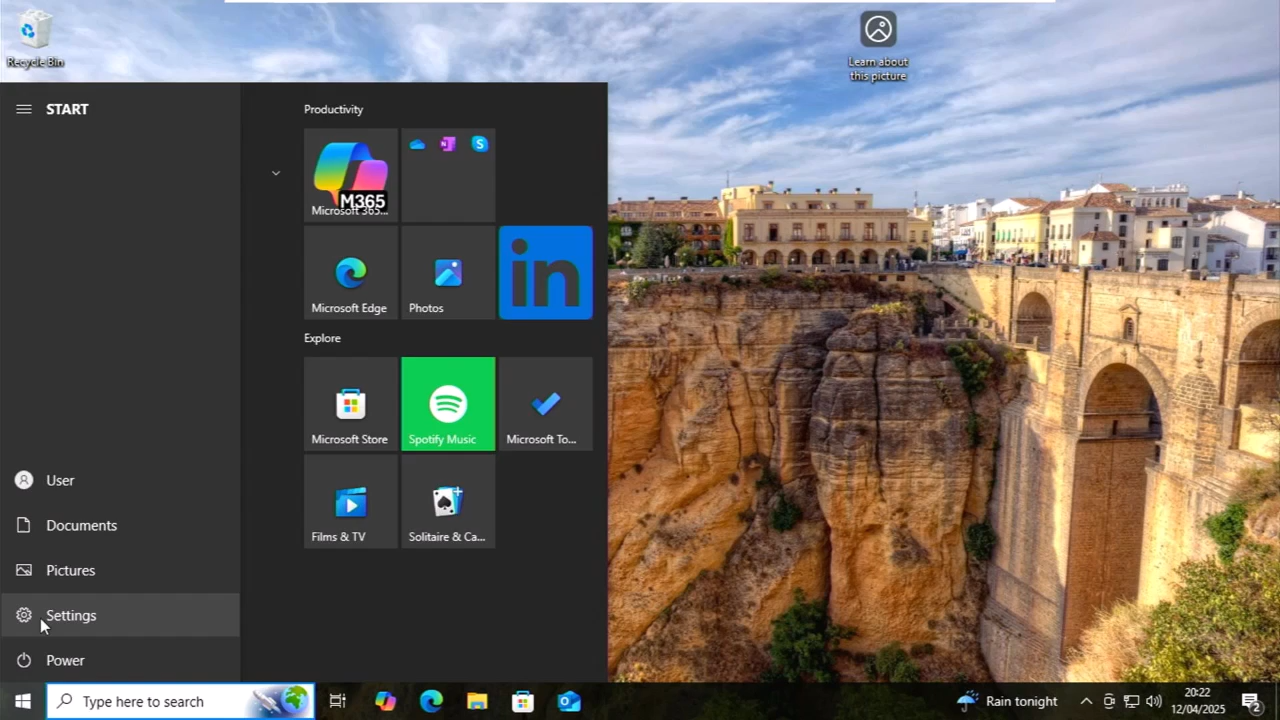 Recycle Bin
Learn about
this picture
START
Productivity
M365
Microsoft 365...
S
N
in
Microsoft Edge
Photos
Explore
Microsoft Store
Spotify Music
Microsoft To...
Films & TV
Solitaire & Ca...
User
Documents
Pictures
Settings
Power
Type here to search
Rain tonight
20:22
12/04/2025
2